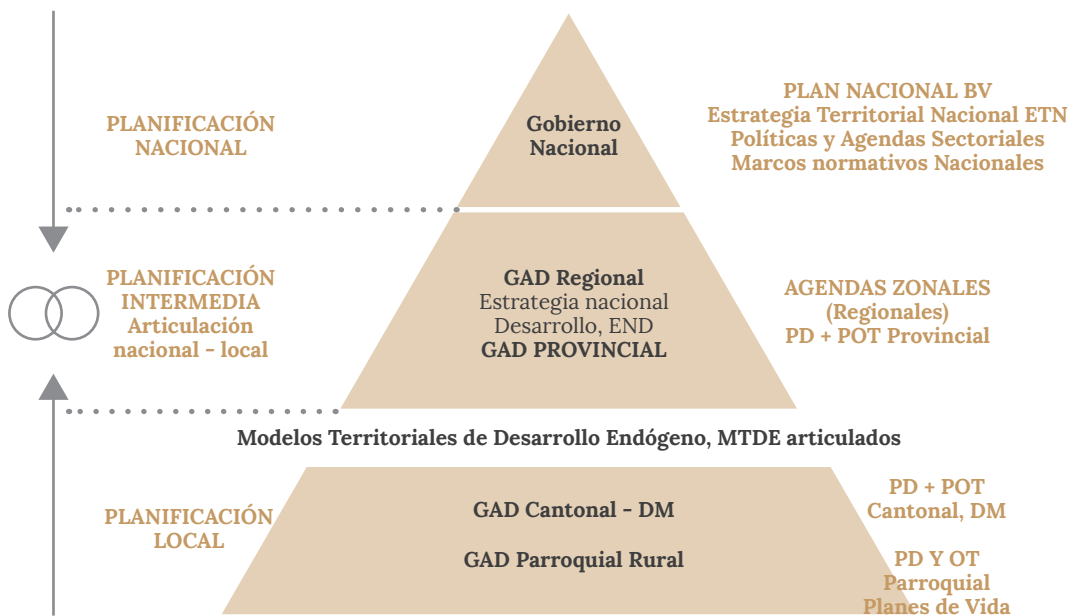 PLANIFICACIÓN
NACIONAL
Gobierno
Nacional
PLAN NACIONAL BV
Estrategia Territorial Nacional ETN
Políticas y Agendas Sectoriales
Marcos normativos Nacionales
PLANIFICACIÓN
INTERMEDIA
Articulación
nacional - local
GAD Regional
Estrategia nacional
Desarrollo, END
GAD PROVINCIAL
AGENDAS ZONALES
(Regionales)
PD + POT Provincial
Modelos Territoriales de Desarrollo Endógeno, MTDE articulados
PLANIFICACIÓN
LOCAL
GAD Cantonal - DM
GAD Parroquial Rural
PD + POT
Cantonal, DM
PD Y OT
Parroquial
Planes de Vida